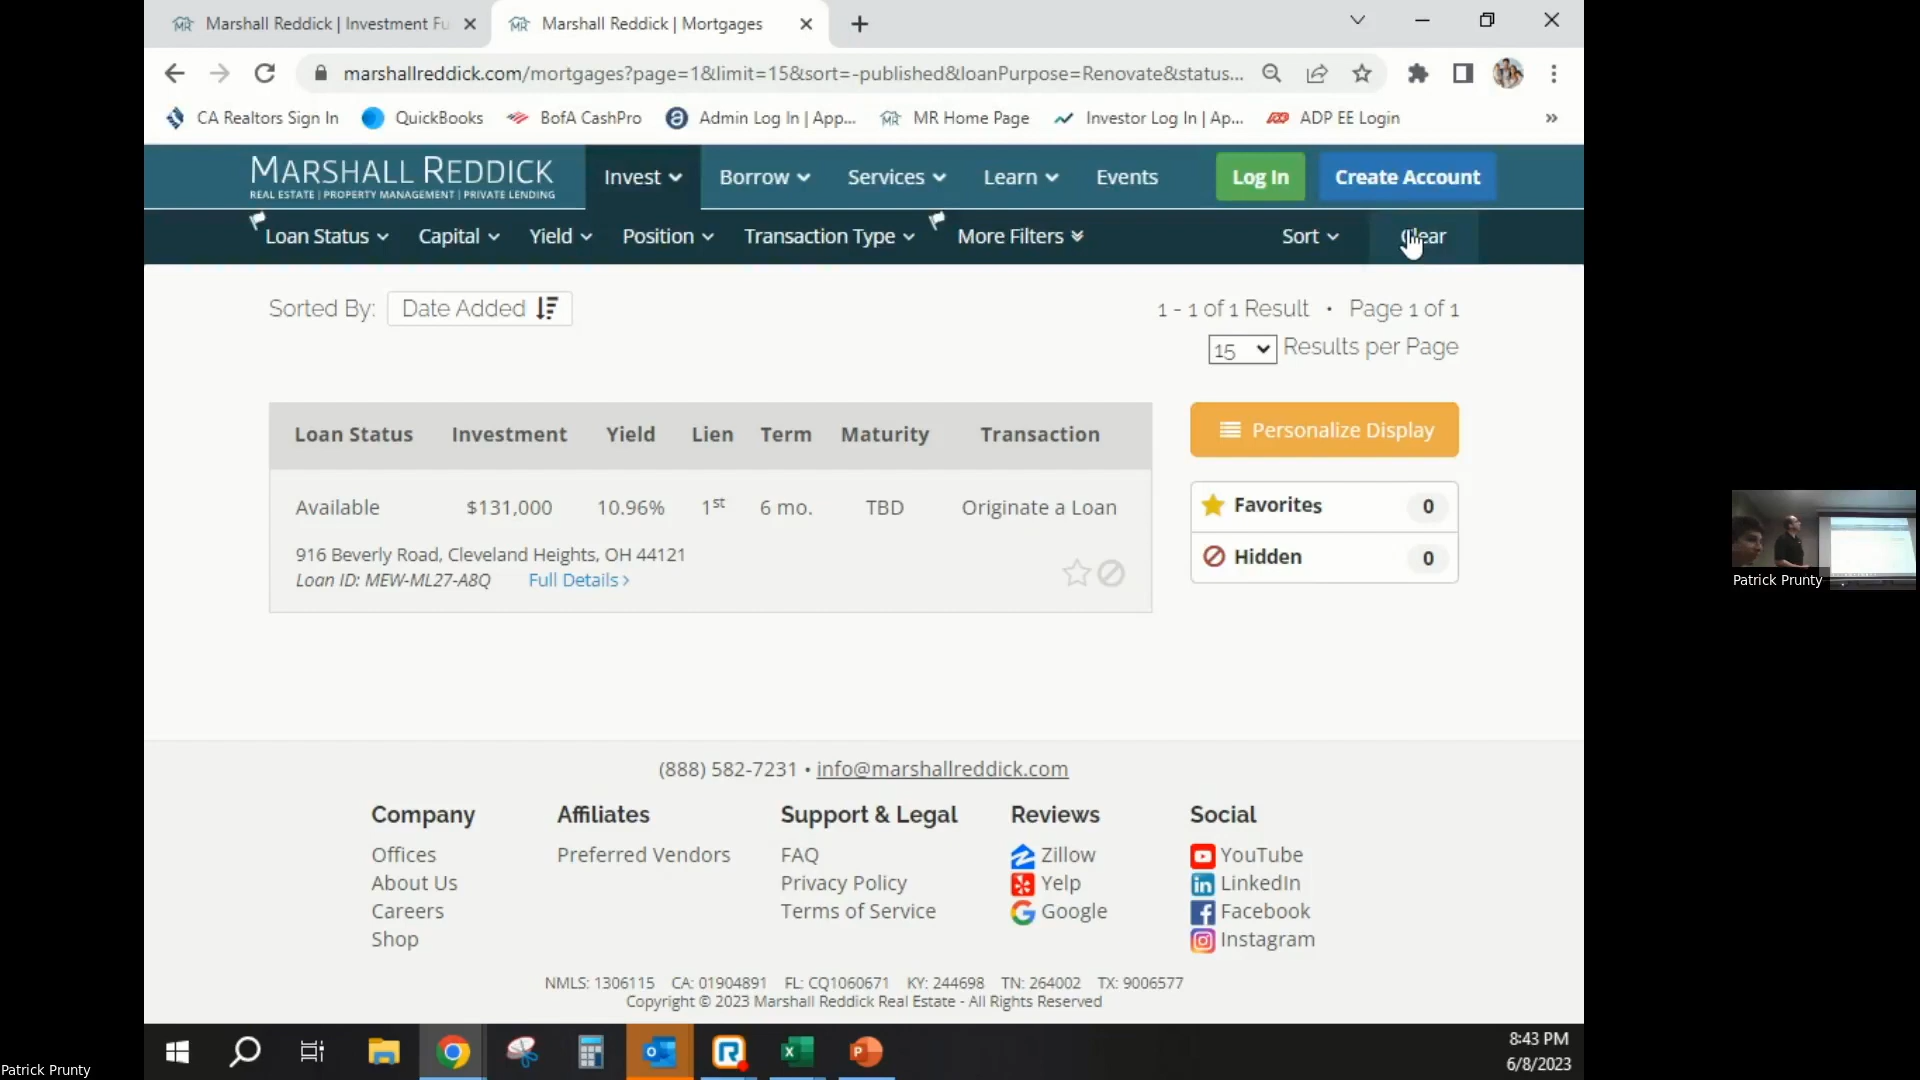 Marshall Reddick | Investment Fu
Marshall Reddick | Mortgages
marshallreddick.com/mortgages?page=1&limit=15&sort=-published&loanPurpose=Renovate&status...
CA Realtors Sign In
QuickBooks
BofA CashPro
Admin Log In | App...
MR Home Page
Investor Log In | Ap...
ADP EE Login
MARSHALL REDDICK
REAL ESTATE | PROPERTY MANAGEMENT | PRIVATE LENDING
Invest
Borrow
Services
Learn
Events
Log In
Create Account
Loan Status
Capital
Yield
Position
Transaction Type
More Filters
Sort
Clear
Sorted By:
Date Added
1 - 1 of 1 Result • Page 1 of 1
15 Results per Page
Loan Status Investment Yield Lien Term Maturity Transaction
Available $131,000 10.96% 1st 6 mo. TBD Originate a Loan
916 Beverly Road, Cleveland Heights, OH 44121
Loan ID: MEW-ML27-A8Q Full Details >
Personalize Display
Favorites 0
Hidden 0
Patrick Prunty
(888) 582-7231 • info@marshallreddick.com
Company
Offices
About Us
Careers
Shop
Affiliates
Preferred Vendors
Support & Legal
FAQ
Privacy Policy
Terms of Service
Reviews
Zillow
Yelp
Google
Social
YouTube
LinkedIn
Facebook
Instagram
NMLS: 1306115 CA: 01904891 FL: CQ1060671 KY: 244698 TN: 264002 TX: 9006577
Copyright © 2023 Marshall Reddick Real Estate - All Rights Reserved
8:43 PM
6/8/2023
Patrick Prunty